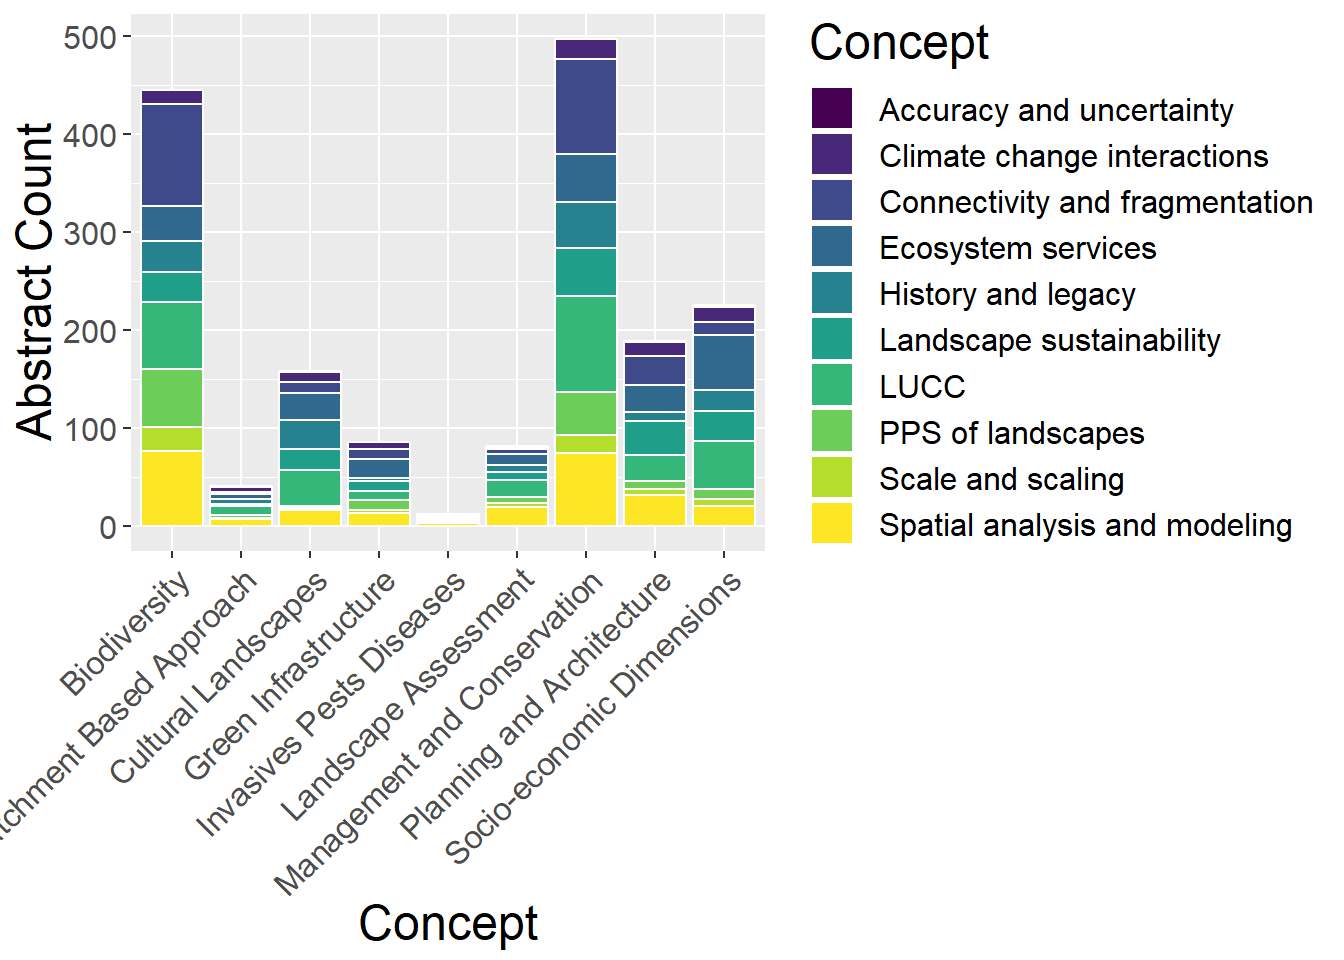 Abstract Count
500
400
300
200
100
0
Biodiversity
tchment Based Approach
Cultural Landscapes
Green Infrastructure
Invasives Pests Diseases
Landscape Assessment
Management and Conservation
Planning and Architecture
Socio-economic Dimensions
Concept
Concept
Accuracy and uncertainty
Climate change interactions
Connectivity and fragmentation
Ecosystem services
History and legacy
Landscape sustainability
LUCC
PPS of landscapes
Scale and scaling
Spatial analysis and modeling